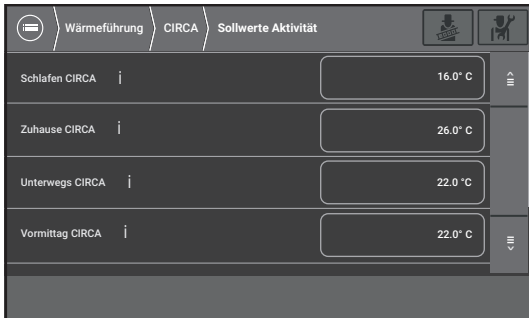 Wärmeführung CIRCA Sollwerte Aktivität
Schlafen CIRCA i 16.0° C
Zuhause CIRCA i 26.0° C
Unterwegs CIRCA i 22.0 °C
Vormittag CIRCA i 22.0° C